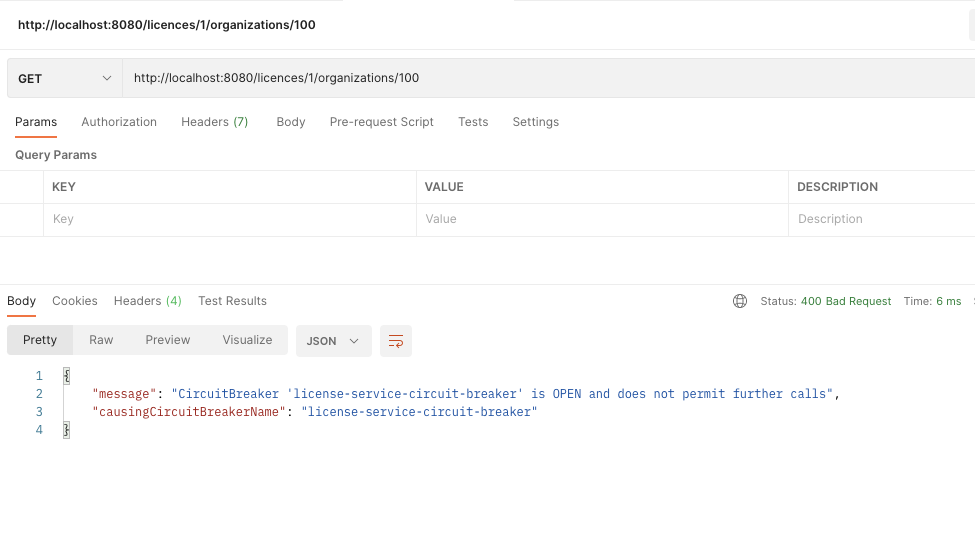 http://localhost:8080/licences/1/organizations/100
GET http://localhost:8080/licences/1/organizations/100
Params Authorization Headers (7) Body Pre-request Script Tests Settings
Query Params
KEY VALUE DESCRIPTION
Key Value Description
Body Cookies Headers (4) Test Results Status: 400 Bad Request Time: 6 ms
Pretty Raw Preview Visualize JSON
1 {
2 "message": "CircuitBreaker 'license-service-circuit-breaker' is OPEN and does not permit further calls",
3 "causingCircuitBreakerName": "license-service-circuit-breaker"
4 }